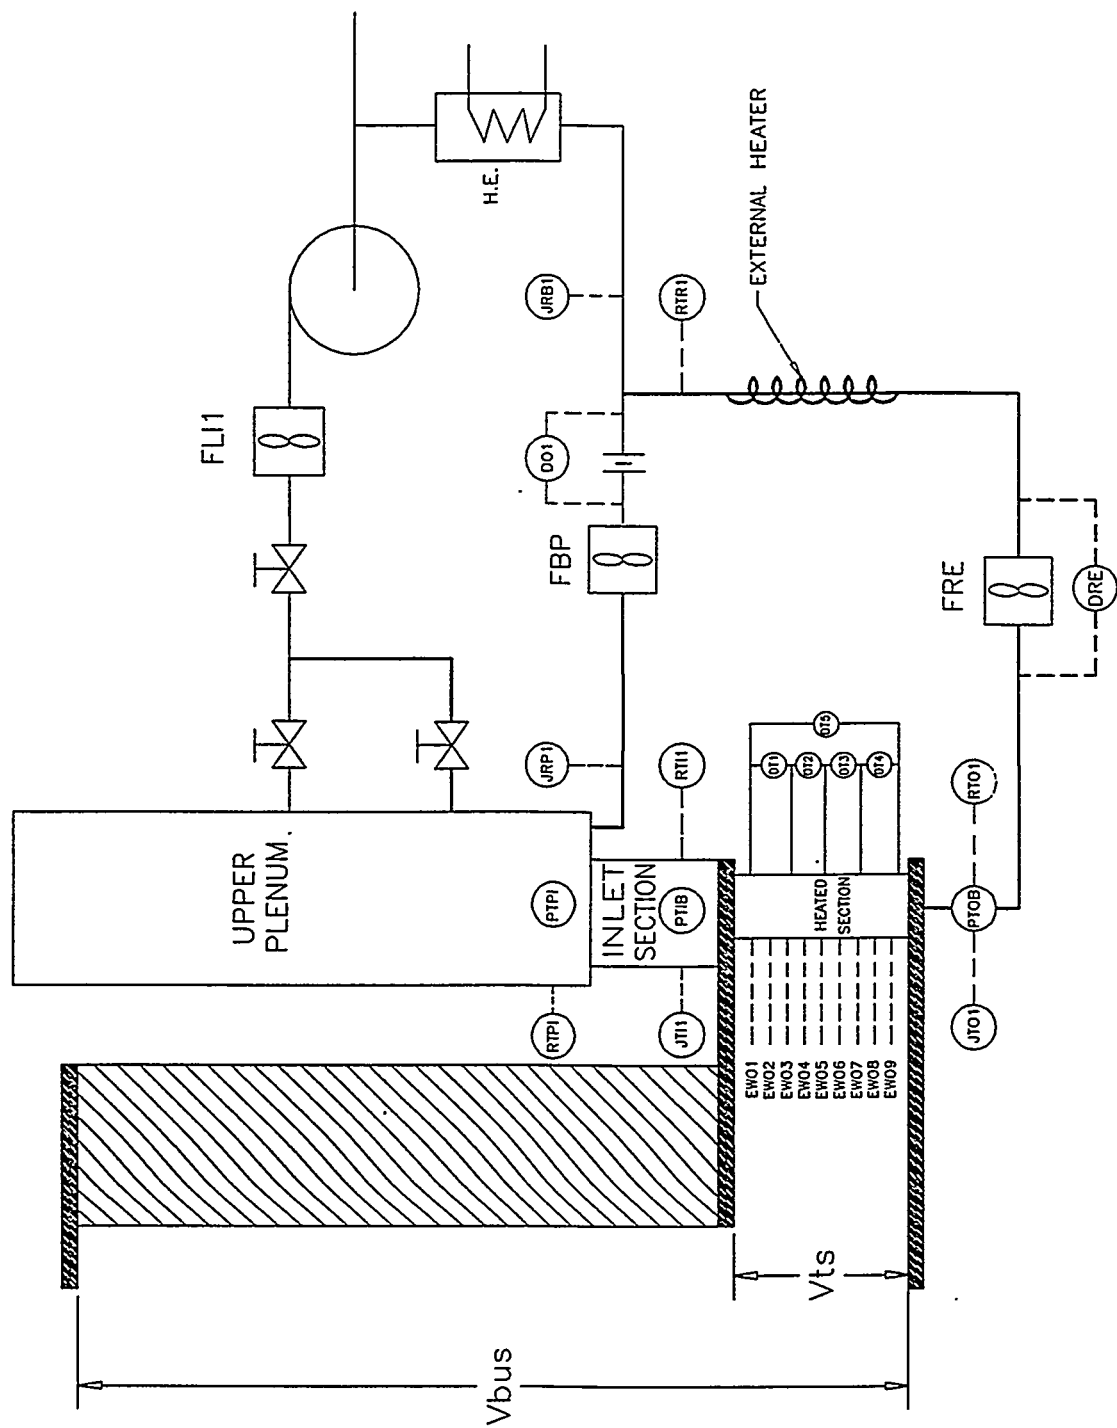 H.E.
EXTERNAL HEATER
FLI1
JRB1
RTR1
DO1
FBP
FRE
DRE
JRP1
RTI1
DT5
DT1
DT2
DT3
DT4
RTO1
UPPER
PLENUM.
PTPI
INLET
SECTION
PTIB
HEATED
SECTION
PTOB
RTPI
JTI1
JTO1
EW01
EW02
EW03
EW04
EW05
EW06
EW07
EW08
EW09
Vts
Vbus